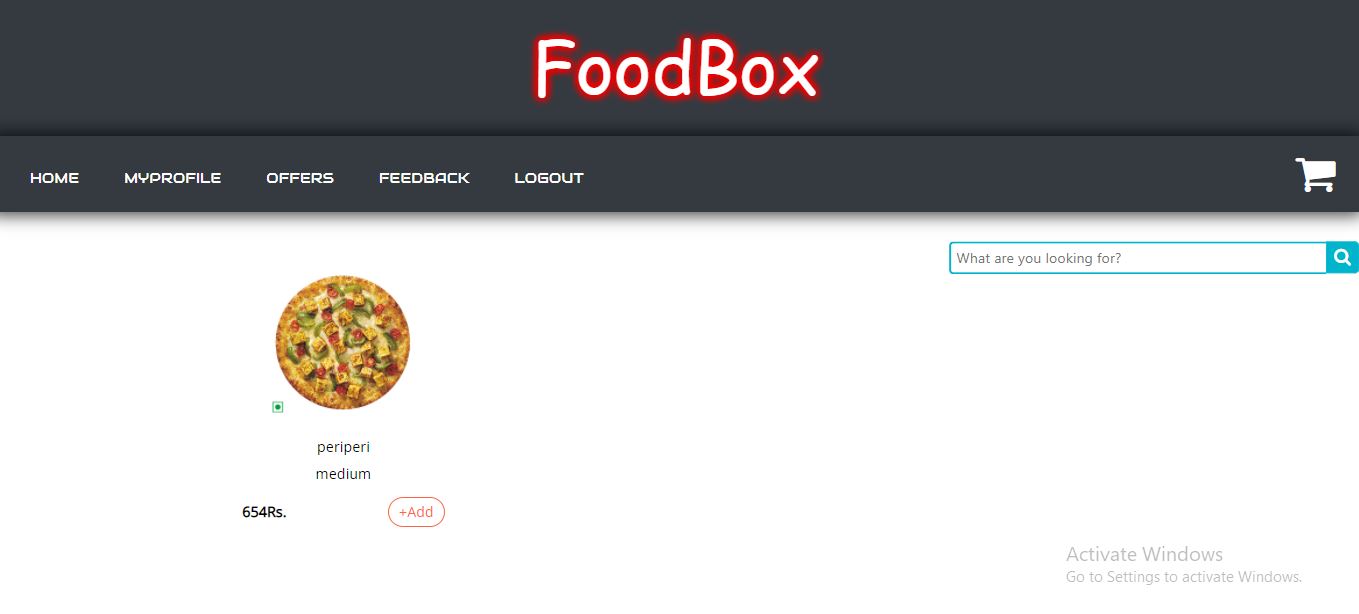 FoodBox
HOME MYPROFILE OFFERS FEEDBACK LOGOUT
What are you looking for?
periperi
medium
654Rs. +Add
Activate Windows
Go to Settings to activate Windows.